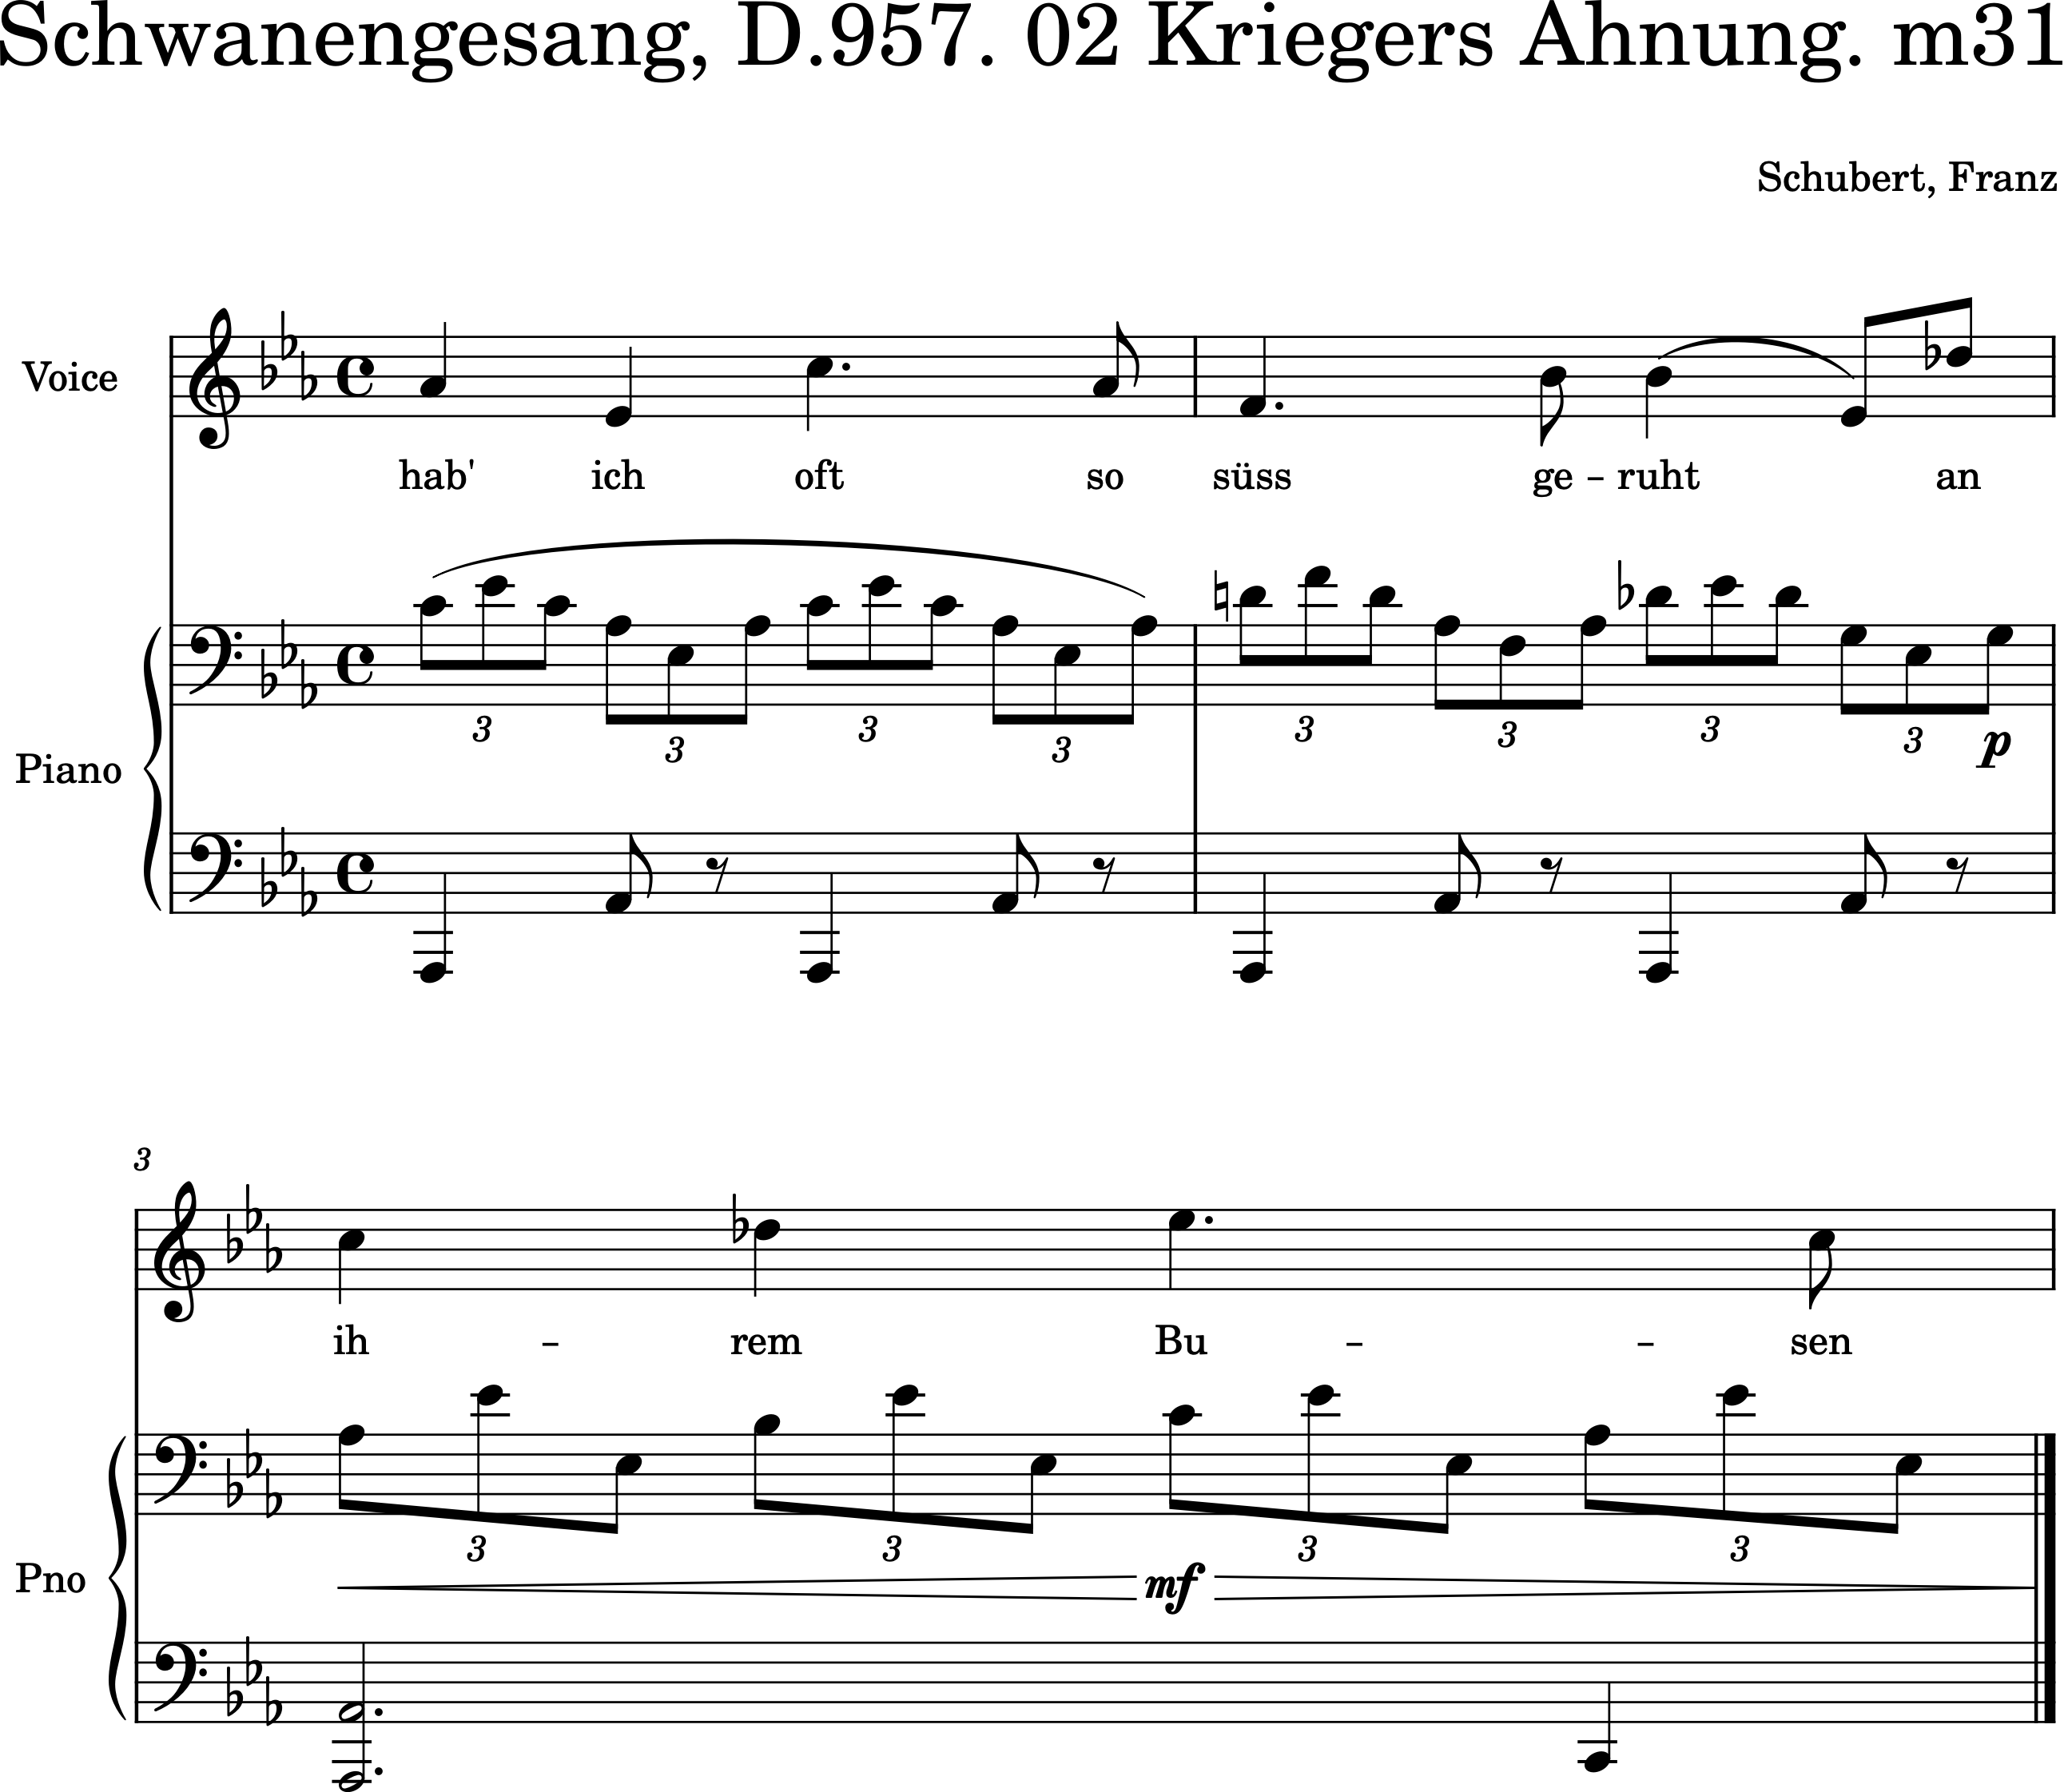 Schwanengesang, D.957. 02 Kriegers Ahnung. m31
Schubert, Franz
Voice
hab' ich oft so süss ge – ruht an
3 3 3 3 3 3 3 3
p
Piano
3
ih – rem Bu – – sen
3 3 3 3
Pno
mf